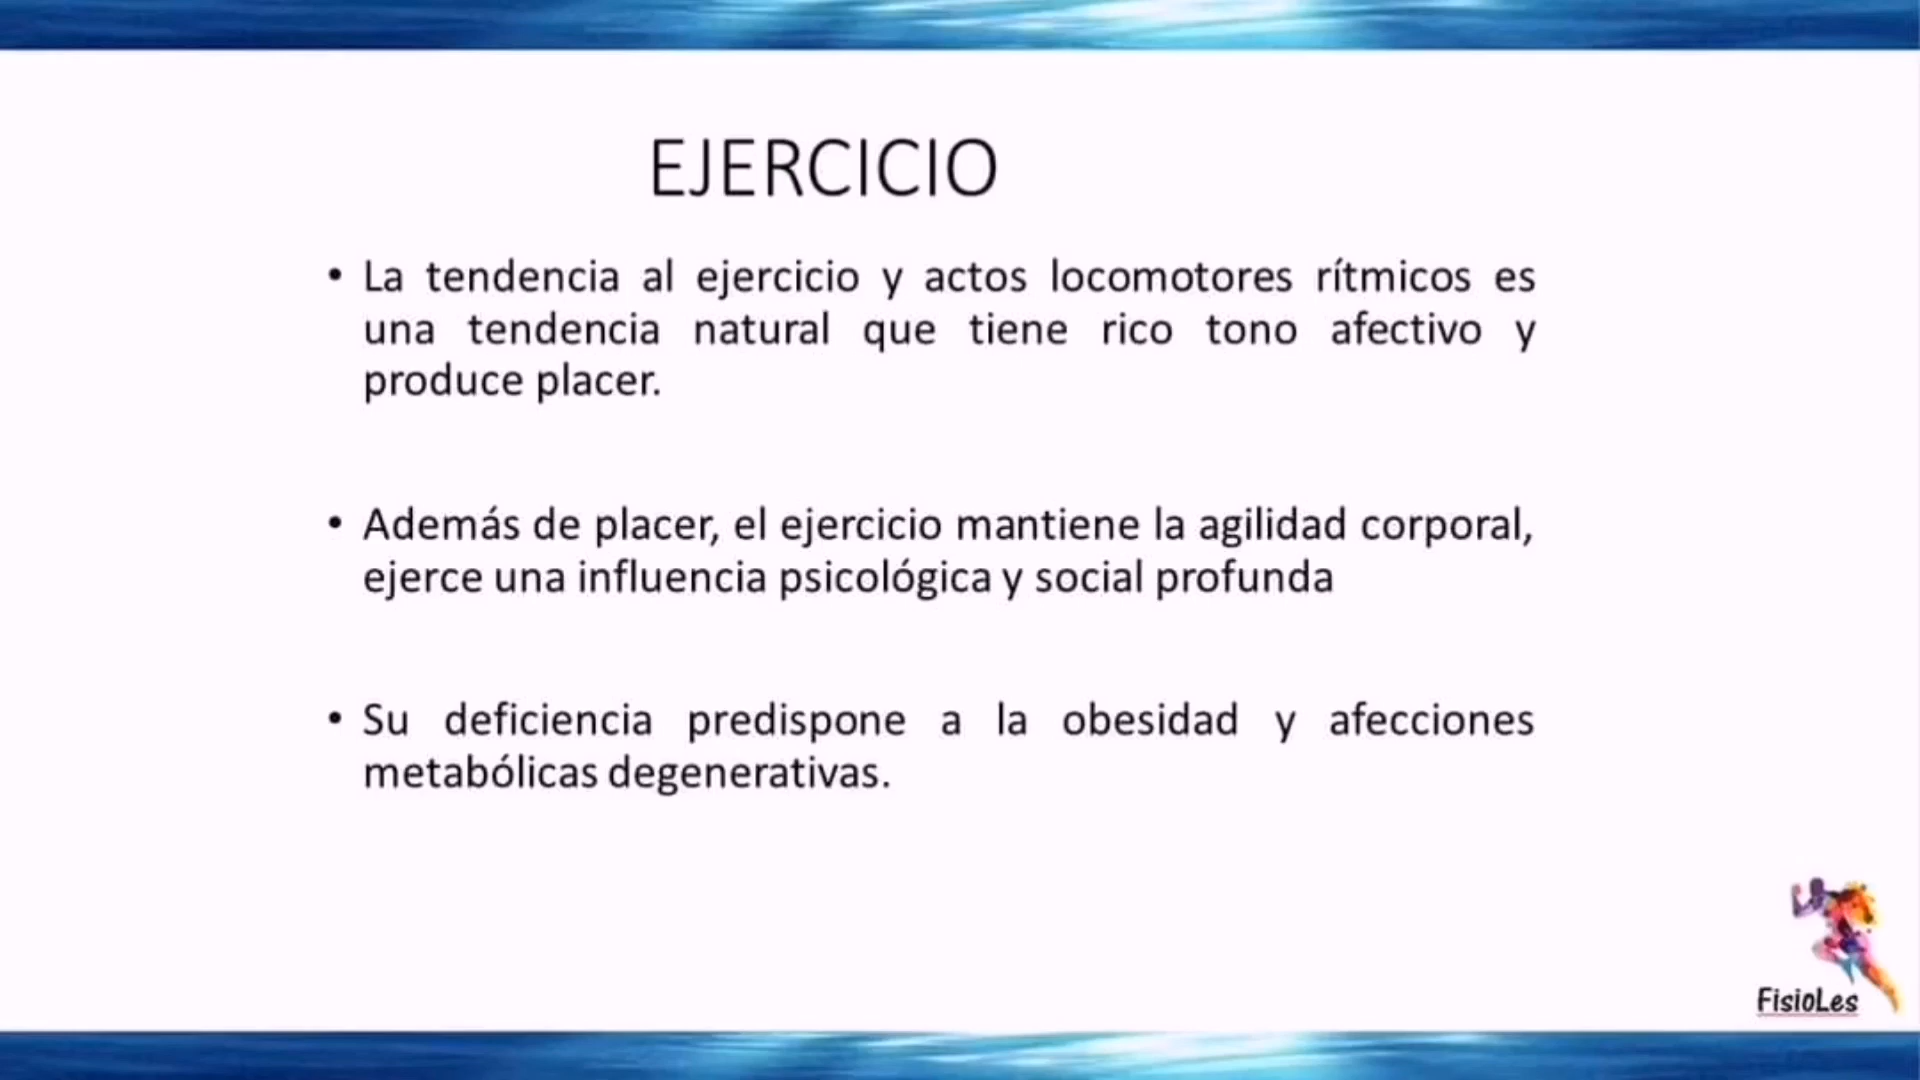 EJERCICIO
• La tendencia al ejercicio y actos locomotores rítmicos es
una tendencia natural que tiene rico tono afectivo y
produce placer.
• Además de placer, el ejercicio mantiene la agilidad corporal,
ejerce una influencia psicológica y social profunda
• Su deficiencia predispone a la obesidad y afecciones
metabólicas degenerativas.
FisioLes